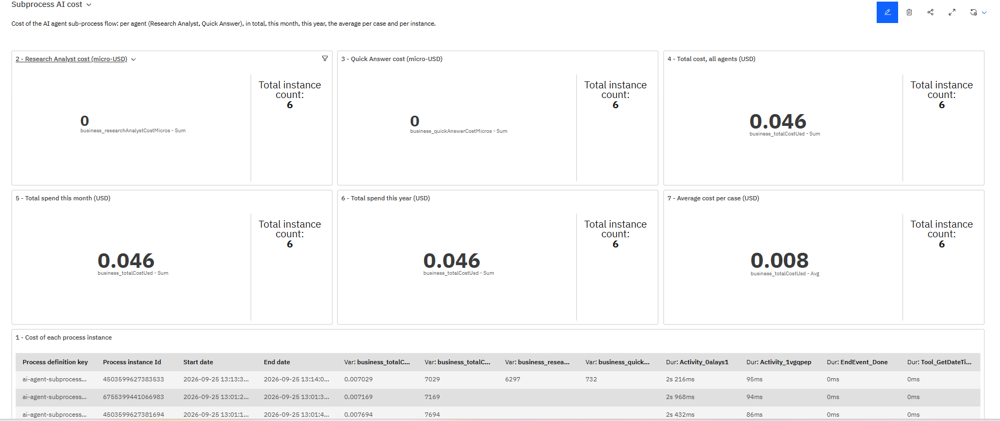 Subprocess AI cost
Cost of the AI agent sub-process flow: per agent (Research Analyst, Quick Answer), in total, this month, this year, the average per case and per instance.
2 - Research Analyst cost (micro-USD)
0
business_researchAnalystCostMicros - Sum
Total instance
count:
6
3 - Quick Answer cost (micro-USD)
0
business_quickAnswerCostMicros - Sum
Total instance
count:
6
4 - Total cost, all agents (USD)
0.046
business_totalCostUsd - Sum
Total instance
count:
6
5 - Total spend this month (USD)
0.046
business_totalCostUsd - Sum
Total instance
count:
6
6 - Total spend this year (USD)
0.046
business_totalCostUsd - Sum
Total instance
count:
6
7 - Average cost per case (USD)
0.008
business_totalCostUsd - Avg
Total instance
count:
6
1 - Cost of each process instance
Process definition key Process instance Id Start date End date Var: business_totalC... Var: business_totalC... Var: business_resea... Var: business_quick... Dur: Activity_0alays1 Dur: Activity_1vgqpep Dur: EndEvent_Done Dur: Tool_GetDateTi...
ai-agent-subprocess... 4503599627383533 2026-09-25 13:13:3... 2026-09-25 13:14:0... 0.007029 7029 6297 732 2s 216ms 95ms 0ms 0ms
ai-agent-subprocess... 6755399441066983 2026-09-25 13:01:2... 2026-09-25 13:01:3... 0.007169 7169 2s 968ms 94ms 0ms 0ms
ai-agent-subprocess... 4503599627381694 2026-09-25 13:01:1... 2026-09-25 13:01:4... 0.007694 7694 2s 432ms 86ms 0ms 0ms